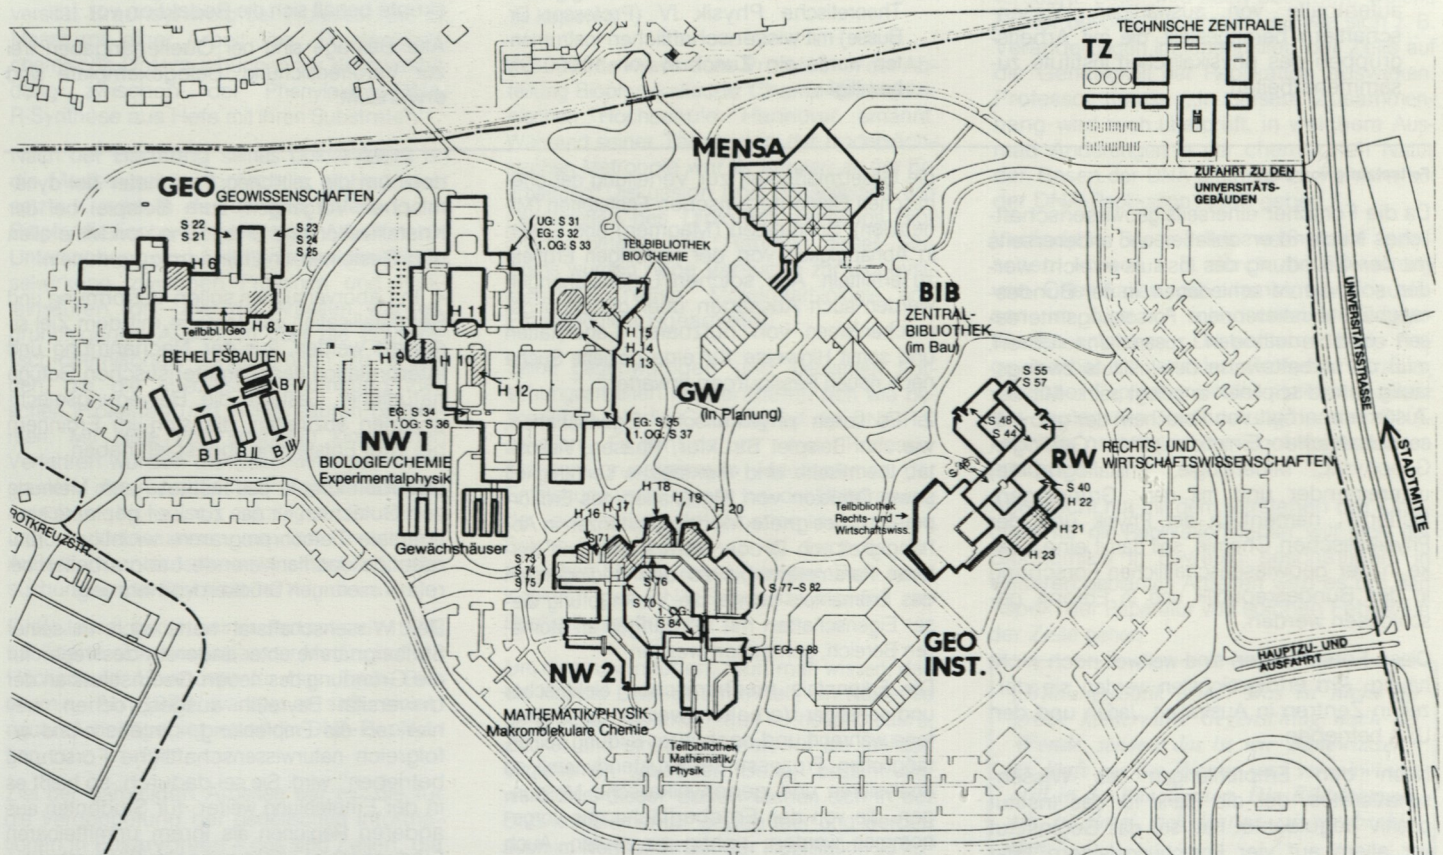 TECHNISCHE ZENTRALE
TZ
MENSA
ZUFAHRT ZU DEN
UNIVERSITÄTS-
GEBÄUDEN
GEO
GEOWISSENSCHAFTEN
S 22
S 21
S 23
S 24
S 25
H 6
Teilbibl. Geo
H 8
UG: S 31
EG: S 32
1. OG: S 33
TEILBIBLIOTHEK
BIO/CHEMIE
H 11
H 9
H 10
H 12
H 15
H 14
H 13
BIB
ZENTRAL-
BIBLIOTHEK
(im Bau)
UNIVERSITÄTSSTRASSE
BEHELFSBAUTEN
B IV
B I
B II
B III
EG: S 34
1. OG: S 36
NW 1
BIOLOGIE/CHEMIE
Experimentalphysik
Gewächshäuser
GW
(in Planung)
EG: S 35
1. OG: S 37
S 55
S 57
S 48
S 44
RW
RECHTS- UND
WIRTSCHAFTSWISSENSCHAFTEN
S 40
H 22
H 21
H 23
Teilbibliothek
Rechts- und
Wirtschaftswiss.
STADTMITTE
ROTKREUZSTR.
H 16
H 17
H 18
H 19
H 20
S 71
S 73
S 74
S 75
S 76
S 70
1. OG:
S 84
S 77–S 82
EG: S 83
NW 2
MATHEMATIK/PHYSIK
Makromolekulare Chemie
Teilbibliothek
Mathematik/
Physik
GEO
INST.
HAUPTZU- UND
AUSFAHRT